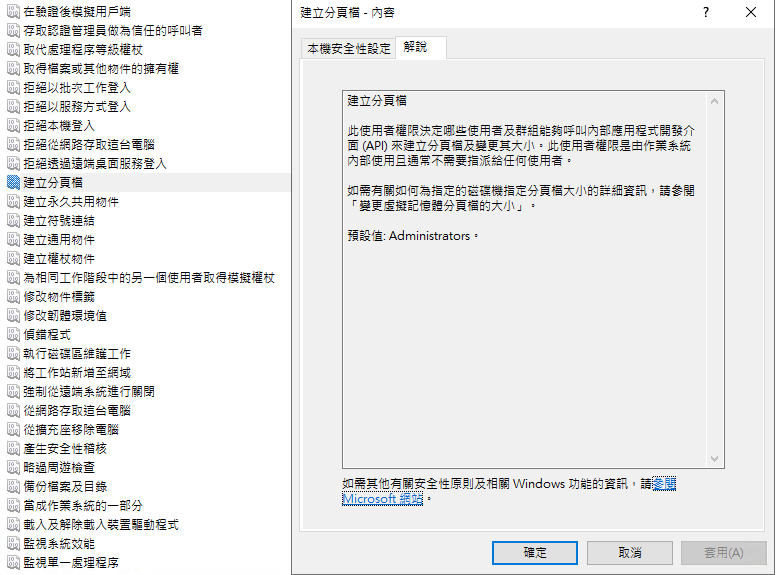 在驗證後模擬用戶端
存取認證管理員做為信任的呼叫者
取代處理程序等級權杖
取得檔案或其他物件的擁有權
拒絕以批次工作登入
拒絕以服務方式登入
拒絕本機登入
拒絕從網路存取這台電腦
拒絕透過遠端桌面服務登入
建立分頁檔
建立永久共用物件
建立符號連結
建立通用物件
建立權杖物件
為相同工作階段中的另一個使用者取得模擬權杖
修改物件標籤
修改韌體環境值
偵錯程式
執行磁碟區維護工作
將工作站新增至網域
強制從遠端系統進行關閉
從網路存取這台電腦
從擴充座移除電腦
產生安全性稽核
略過周遊檢查
備份檔案及目錄
當成作業系統的一部分
載入及解除載入裝置驅動程式
監視系統效能
監視單一處理程序
建立分頁檔 - 內容
?
本機安全性設定
解說
建立分頁檔
此使用者權限決定哪些使用者及群組能夠呼叫內部應用程式開發介
面 (API) 來建立分頁檔及變更其大小。此使用者權限是由作業系統
內部使用且通常不需要指派給任何使用者。
如需有關如何為指定的磁碟機指定分頁檔大小的詳細資訊，請參閱
「變更虛擬記憶體分頁檔的大小」。
預設值: Administrators。
如需其他有關安全性原則及相關 Windows 功能的資訊，請參閱
Microsoft 網站。
確定
取消
套用(A)